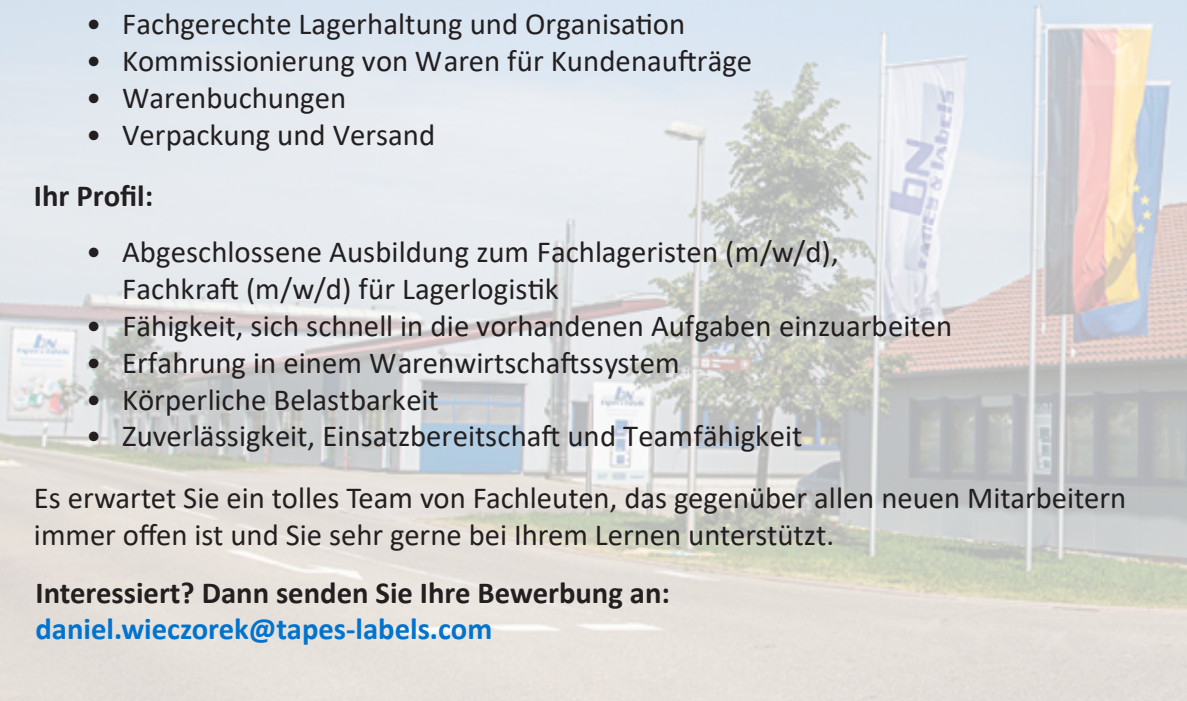 • Fachgerechte Lagerhaltung und Organisation
• Kommissionierung von Waren für Kundenaufträge
• Warenbuchungen
• Verpackung und Versand
Ihr Profil:
• Abgeschlossene Ausbildung zum Fachlageristen (m/w/d),
Fachkraft (m/w/d) für Lagerlogistik
• Fähigkeit, sich schnell in die vorhandenen Aufgaben einzuarbeiten
• Erfahrung in einem Warenwirtschaftssystem
• Körperliche Belastbarkeit
• Zuverlässigkeit, Einsatzbereitschaft und Teamfähigkeit
Es erwartet Sie ein tolles Team von Fachleuten, das gegenüber allen neuen Mitarbeitern
immer offen ist und Sie sehr gerne bei Ihrem Lernen unterstützt.
Interessiert? Dann senden Sie Ihre Bewerbung an:
daniel.wieczorek@tapes-labels.com
bN
tapes & labels